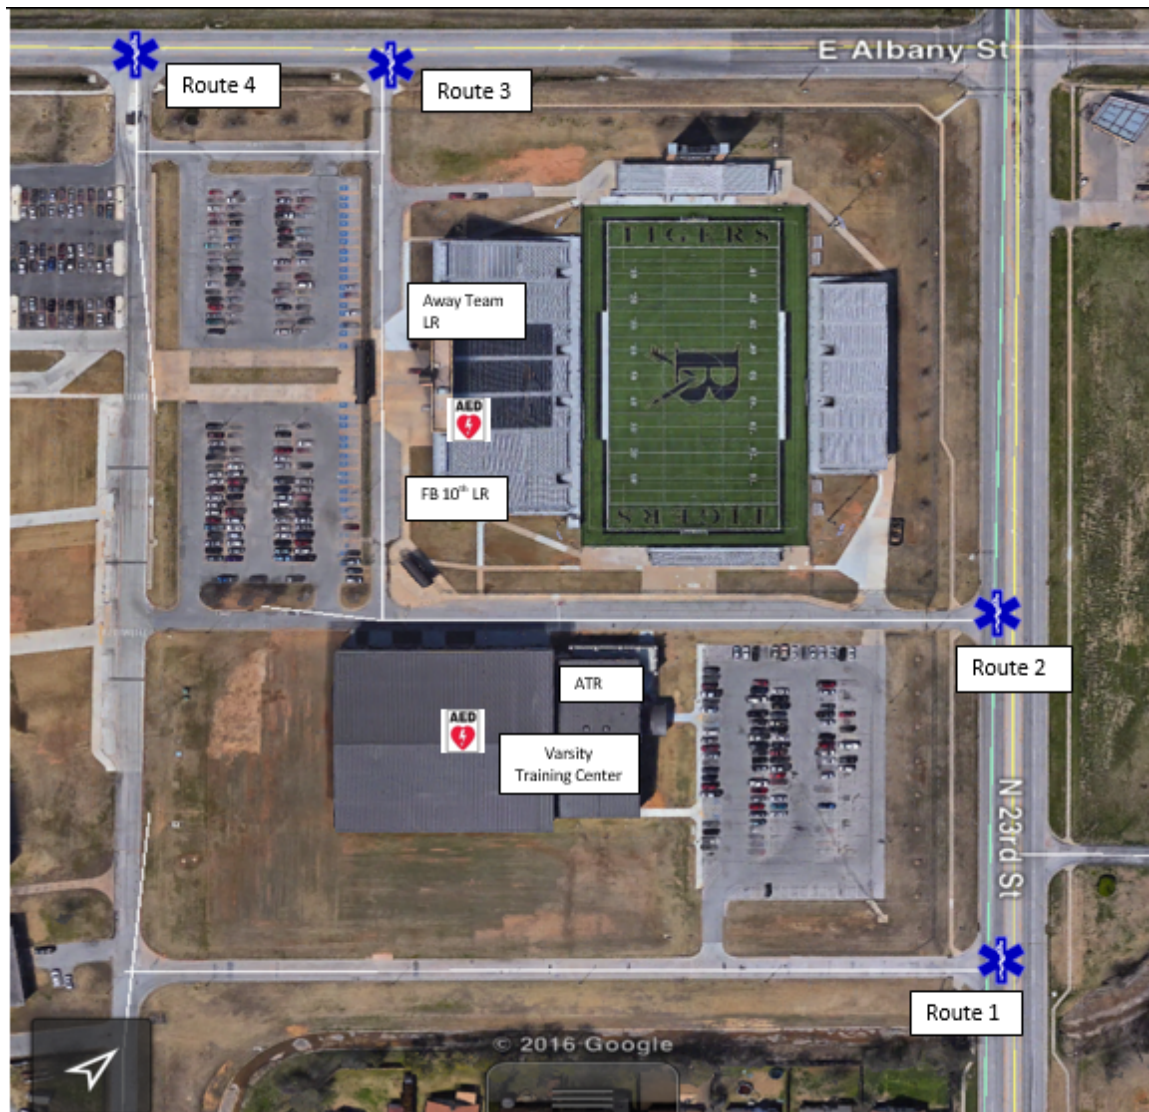 E Albany St
Route 4
Route 3
TIGERS
Away Team
LR
B
AED
FB 10th LR
TIGERS
Route 2
ATR
AED
Varsity
Training Center
N 23rd St
Route 1
© 2016 Google